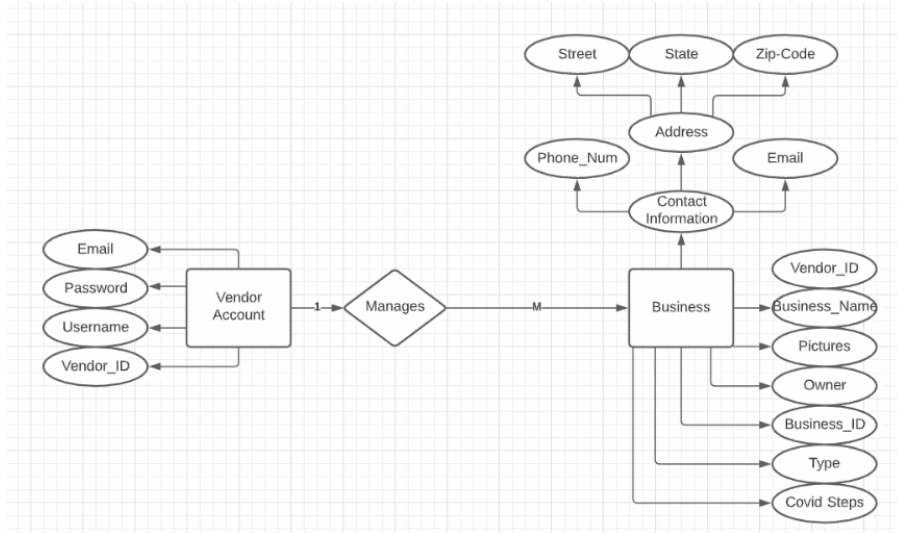 Street
State
Zip-Code
Address
Phone_Num
Email
Contact
Information
Email
Password
Username
Vendor_ID
Vendor
Account
1
Manages
M
Business
Vendor_ID
Business_Name
Pictures
Owner
Business_ID
Type
Covid Steps